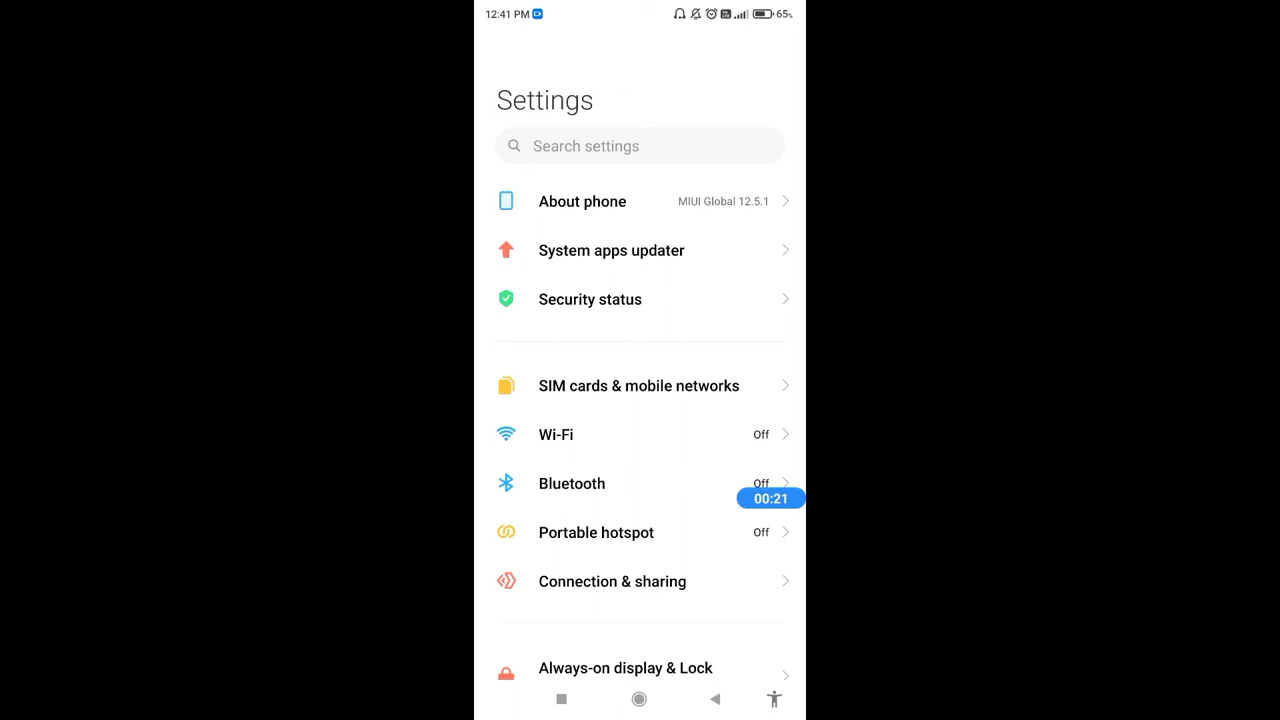 12:41 PM 65%
Settings
Search settings
About phone MIUI Global 12.5.1
System apps updater
Security status
SIM cards & mobile networks
Wi-Fi Off
Bluetooth Off
00:21
Portable hotspot Off
Connection & sharing
Always-on display & Lock